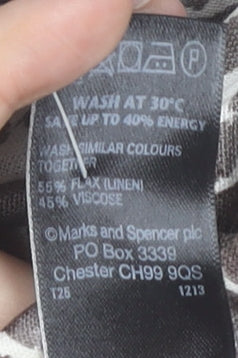 P
WASH AT 30°C
SAVE UP TO 40% ENERGY
WASH SIMILAR COLOURS
TOGETHER
55% FLAX (LINEN)
45% VISCOSE
©Marks and Spencer plc
PO Box 3339
Chester CH99 9QS
T26 1213